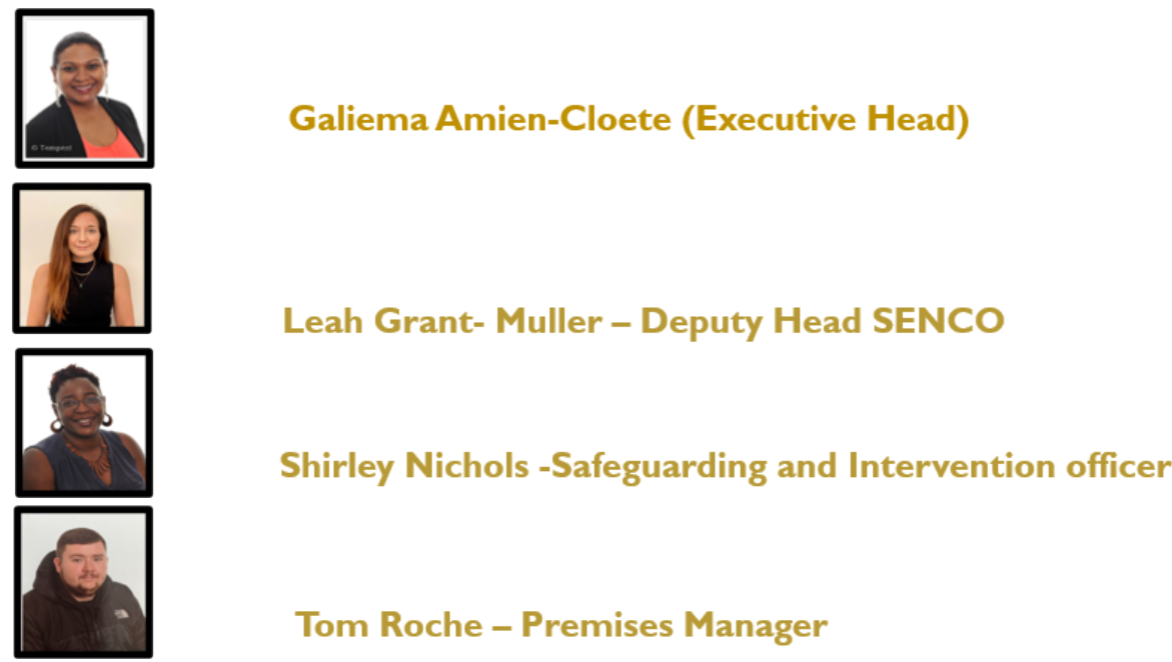 Galiema Amien-Cloete (Executive Head)
© Tempest
Leah Grant- Muller – Deputy Head SENCO
Shirley Nichols -Safeguarding and Intervention officer
Tom Roche – Premises Manager